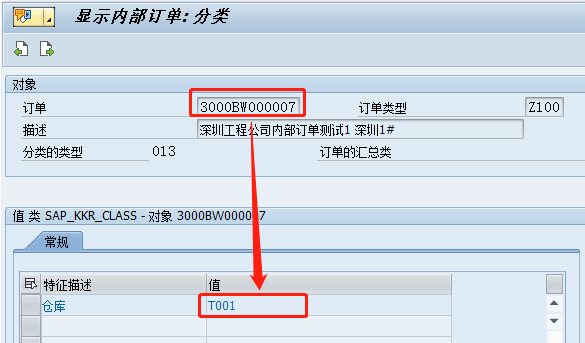 显示内部订单: 分类
对象
订单 3000BW000007 订单类型 Z100
描述 深圳工程公司内部订单测试1 深圳1#
分类的类型 013 订单的汇总类
值 类 SAP_KKR_CLASS - 对象 3000BW000007
常规
特征描述 值
仓库 T001